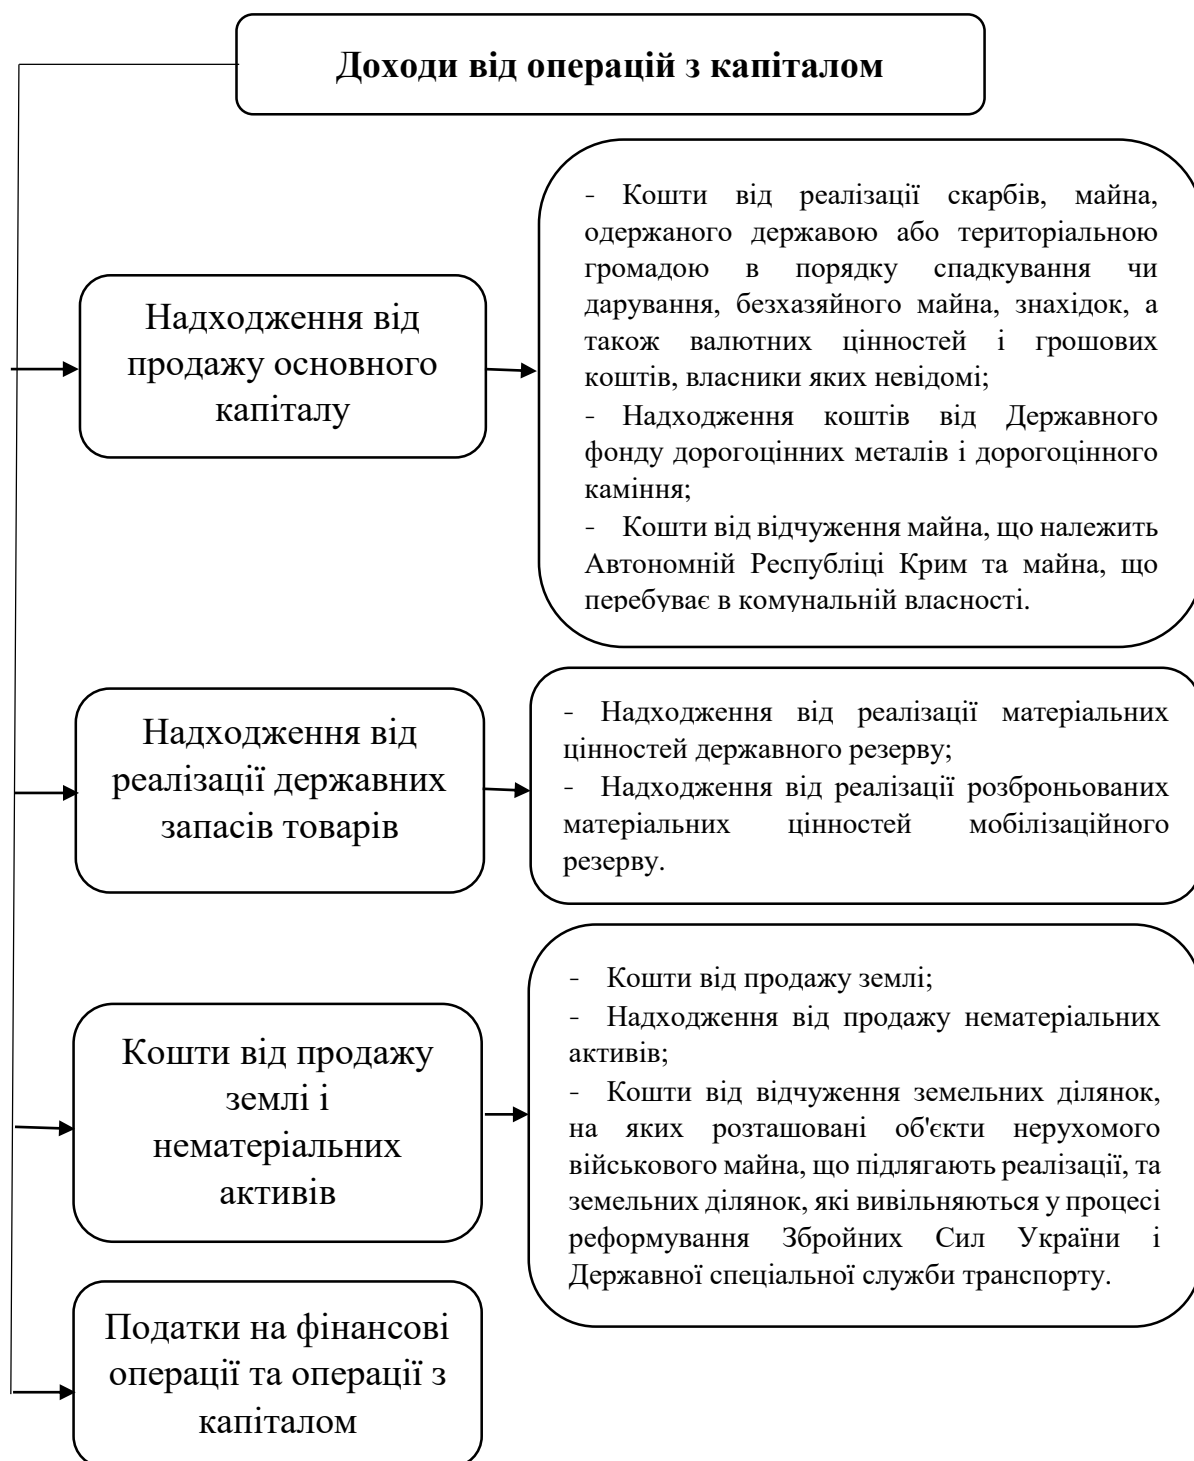 Доходи від операцій з капіталом
Надходження від
продажу основного
капіталу
- Кошти від реалізації скарбів, майна,
одержаного державою або територіальною
громадою в порядку спадкування чи
дарування, безхазяйного майна, знахідок, а
також валютних цінностей і грошових
коштів, власники яких невідомі;
- Надходження коштів від Державного
фонду дорогоцінних металів і дорогоцінного
каміння;
- Кошти від відчуження майна, що належить
Автономній Республіці Крим та майна, що
перебуває в комунальній власності.
Надходження від
реалізації державних
запасів товарів
- Надходження від реалізації матеріальних
цінностей державного резерву;
- Надходження від реалізації розброньованих
матеріальних цінностей мобілізаційного
резерву.
Кошти від продажу
землі і
нематеріальних
активів
- Кошти від продажу землі;
- Надходження від продажу нематеріальних
активів;
- Кошти від відчуження земельних ділянок,
на яких розташовані об'єкти нерухомого
військового майна, що підлягають реалізації, та
земельних ділянок, які вивільняються у процесі
реформування Збройних Сил України і
Державної спеціальної служби транспорту.
Податки на фінансові
операції та операції з
капіталом